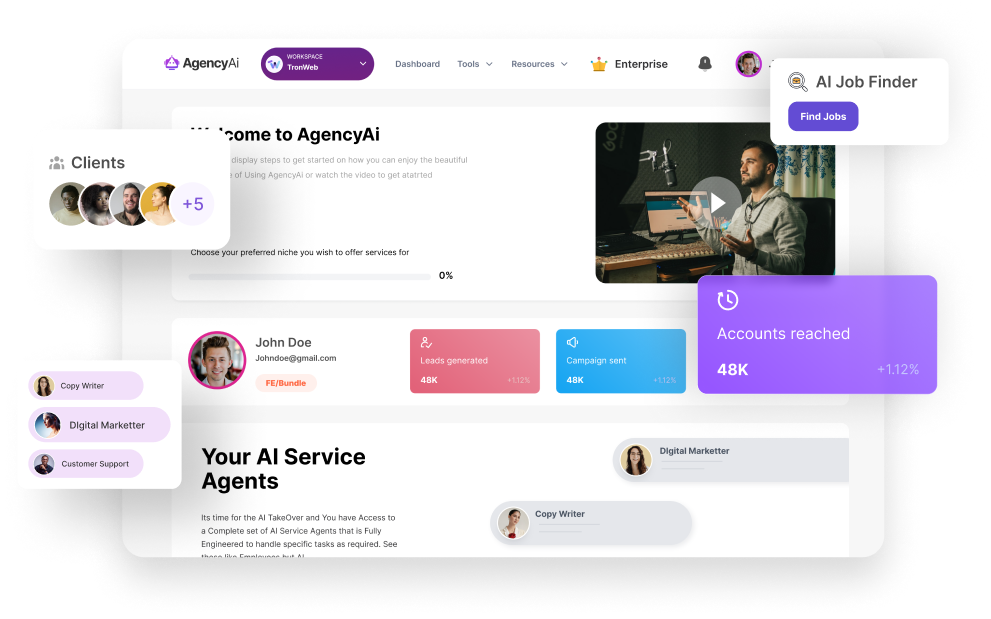 AgencyAi
WORKSPACE
TronWeb
Dashboard
Tools
Resources
Enterprise
AI Job Finder
Find Jobs
Welcome to AgencyAi
display steps to get started on how you can enjoy the beautiful
of Using AgencyAi or watch the video to get atatrted
Clients
+5
Choose your preferred niche you wish to offer services for
0%
John Doe
Johndoe@gmail.com
FE/Bundle
Leads generated
48K
+1.12%
Campaign sent
48K
+1.12%
Accounts reached
48K
+1.12%
Copy Writer
DIgital Marketter
Customer Support
Your AI Service
Agents
Its time for the AI TakeOver and You have Access to
a Complete set of AI Service Agents that is Fully
Engineered to handle specific tasks as required. See
these like Employees but AI
DIgital Marketter
Copy Writer